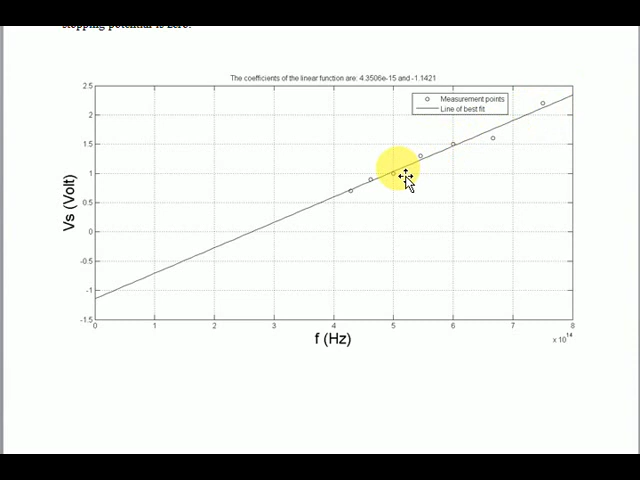 stopping potential is zero.
The coefficients of the linear function are: 4.3506e-15 and -1.1421
2.5
2
1.5
1
0.5
0
-0.5
-1
-1.5
Vs (Volt)
Measurement points
Line of best fit
0 1 2 3 4 5 6 7 8
x 10^14
f (Hz)